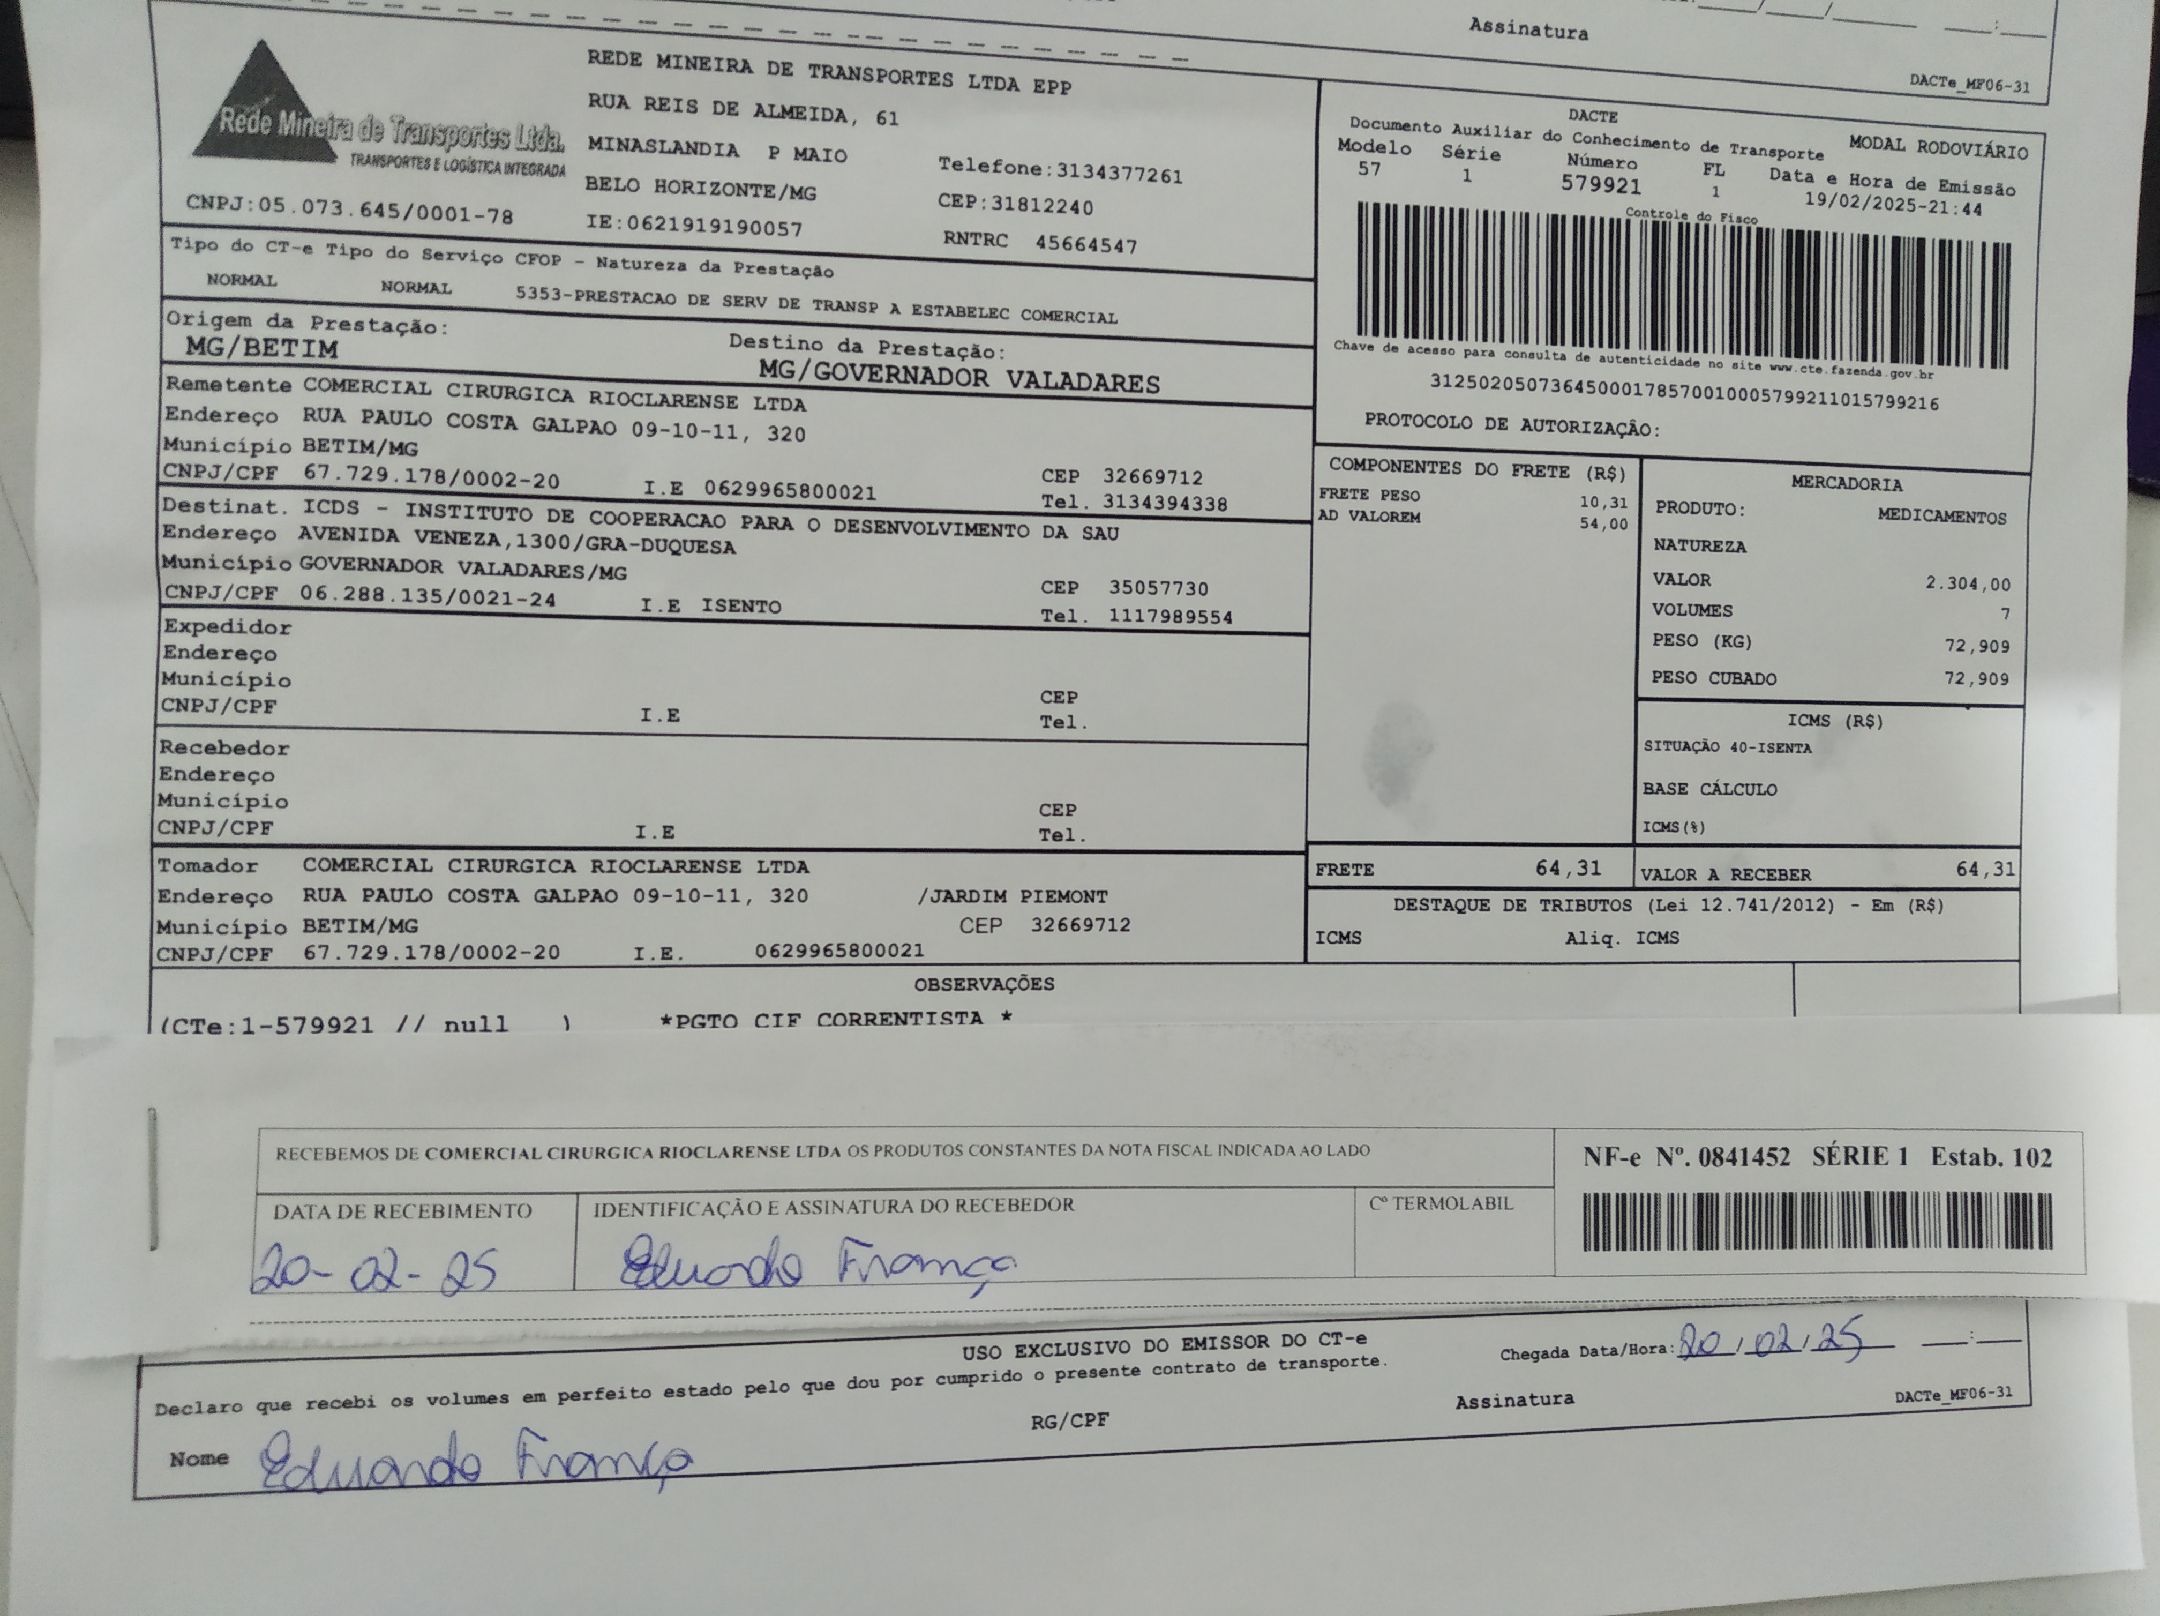 Assinatura
DACTe_MF06-31
Rede Mineira de Transportes Ltda.
TRANSPORTES E LOGÍSTICA INTEGRADA
CNPJ:05.073.645/0001-78
REDE MINEIRA DE TRANSPORTES LTDA EPP
RUA REIS DE ALMEIDA, 61
MINASLANDIA P MAIO Telefone:3134377261
BELO HORIZONTE/MG CEP:31812240
IE:0621919190057 RNTRC 45664547
DACTE
Documento Auxiliar do Conhecimento de Transporte MODAL RODOVIÁRIO
Modelo Série Número FL Data e Hora de Emissão
57 1 579921 1 19/02/2025-21:44
Controle do Fisco
Chave de acesso para consulta de autenticidade no site www.cte.fazenda.gov.br
31250205073645000178570010005799211015799216
PROTOCOLO DE AUTORIZAÇÃO:
Tipo do CT-e Tipo do Serviço CFOP - Natureza da Prestação
NORMAL NORMAL 5353-PRESTACAO DE SERV DE TRANSP A ESTABELEC COMERCIAL
Origem da Prestação: Destino da Prestação:
MG/BETIM MG/GOVERNADOR VALADARES
Remetente COMERCIAL CIRURGICA RIOCLARENSE LTDA
Endereço RUA PAULO COSTA GALPAO 09-10-11, 320
Município BETIM/MG CEP 32669712
CNPJ/CPF 67.729.178/0002-20 I.E 0629965800021 Tel. 3134394338
Destinat. ICDS - INSTITUTO DE COOPERACAO PARA O DESENVOLVIMENTO DA SAU
Endereço AVENIDA VENEZA,1300/GRA-DUQUESA
Município GOVERNADOR VALADARES/MG CEP 35057730
CNPJ/CPF 06.288.135/0021-24 I.E ISENTO Tel. 1117989554
Expedidor
Endereço
Município CEP
CNPJ/CPF I.E Tel.
Recebedor
Endereço
Município CEP
CNPJ/CPF I.E Tel.
Tomador COMERCIAL CIRURGICA RIOCLARENSE LTDA
Endereço RUA PAULO COSTA GALPAO 09-10-11, 320 /JARDIM PIEMONT
Município BETIM/MG CEP 32669712
CNPJ/CPF 67.729.178/0002-20 I.E. 0629965800021
COMPONENTES DO FRETE (R$)
FRETE PESO 10,31
AD VALOREM 54,00
MERCADORIA
PRODUTO: MEDICAMENTOS
NATUREZA
VALOR 2.304,00
VOLUMES 7
PESO (KG) 72,909
PESO CUBADO 72,909
ICMS (R$)
SITUAÇÃO 40-ISENTA
BASE CÁLCULO
ICMS(%)
FRETE 64,31 VALOR A RECEBER 64,31
DESTAQUE DE TRIBUTOS (Lei 12.741/2012) - Em (R$)
ICMS Aliq. ICMS
OBSERVAÇÕES
(CTe:1-579921 // null ) *PGTO CIF CORRENTISTA *
RECEBEMOS DE COMERCIAL CIRURGICA RIOCLARENSE LTDA OS PRODUTOS CONSTANTES DA NOTA FISCAL INDICADA AO LADO
NF-e Nº. 0841452 SÉRIE 1 Estab. 102
DATA DE RECEBIMENTO IDENTIFICAÇÃO E ASSINATURA DO RECEBEDOR Cº TERMOLABIL
20-02-25 Eduardo França
USO EXCLUSIVO DO EMISSOR DO CT-e
Declaro que recebi os volumes em perfeito estado pelo que dou por cumprido o presente contrato de transporte.
Chegada Data/Hora: 20/02/25 __:__
Nome Eduardo França RG/CPF Assinatura
DACTe_MF06-31